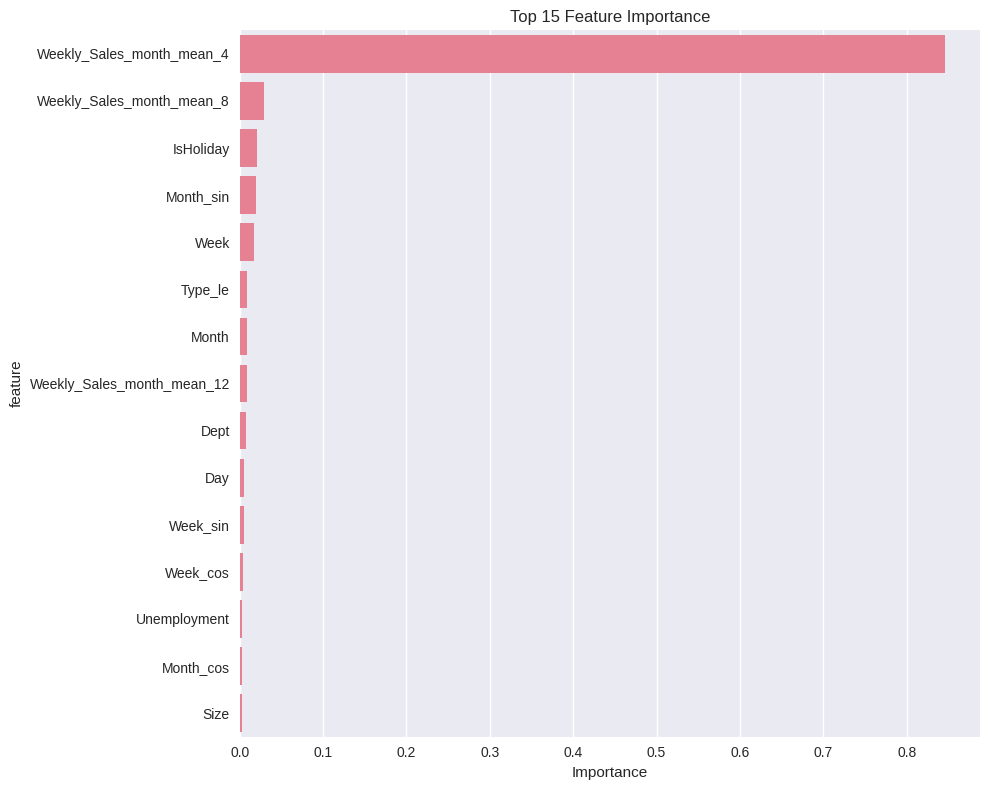 Top 15 Feature Importance
feature
Weekly_Sales_month_mean_4
Weekly_Sales_month_mean_8
IsHoliday
Month_sin
Week
Type_le
Month
Weekly_Sales_month_mean_12
Dept
Day
Week_sin
Week_cos
Unemployment
Month_cos
Size
0.0 0.1 0.2 0.3 0.4 0.5 0.6 0.7 0.8
Importance